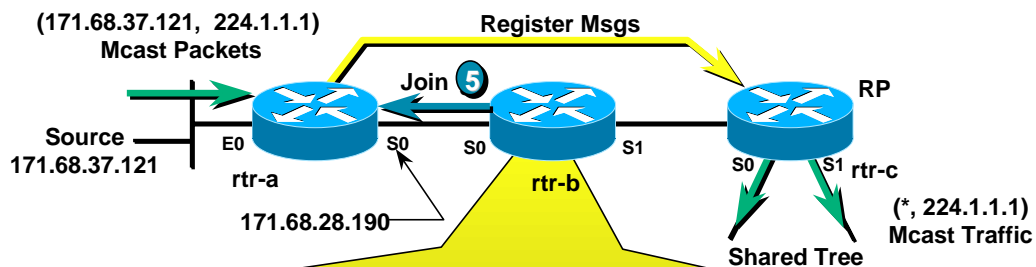 (171.68.37.121, 224.1.1.1)
Mcast Packets
Register Msgs
Join 5
RP
Source
171.68.37.121
E0
S0
S0
S1
S0
S1
rtr-a
rtr-b
rtr-c
171.68.28.190
(*, 224.1.1.1)
Mcast Traffic
Shared Tree